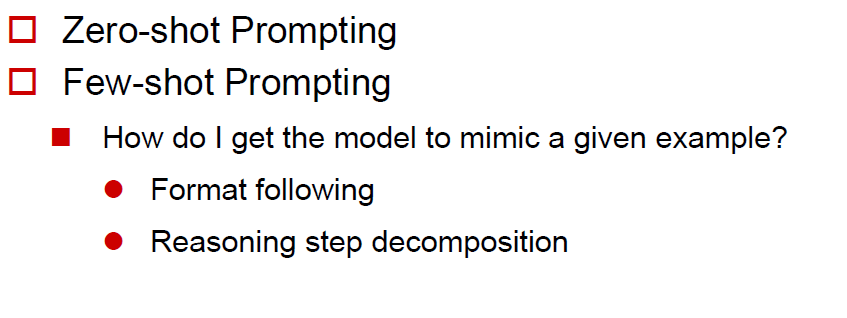 Zero-shot Prompting
Few-shot Prompting
How do I get the model to mimic a given example?
Format following
Reasoning step decomposition